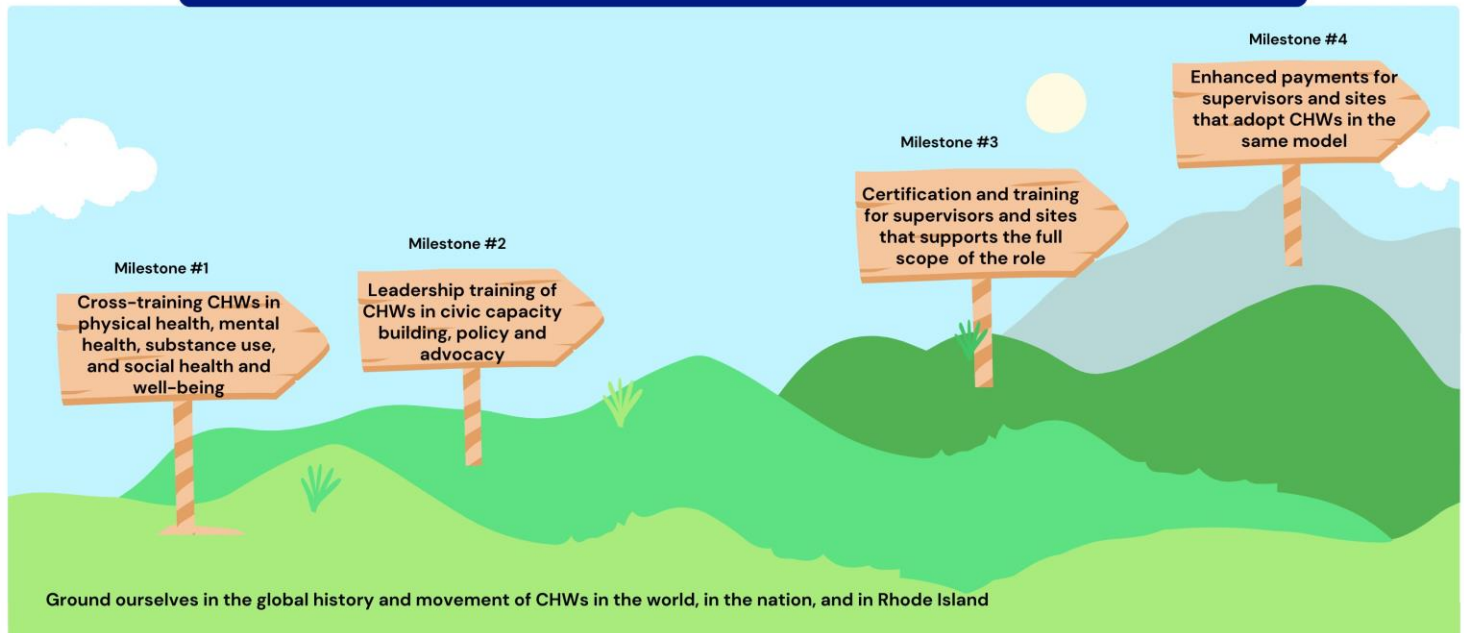 Milestone #1
Cross-training CHWs in
physical health, mental
health, substance use,
and social health and
well-being
Milestone #2
Leadership training of
CHWs in civic capacity
building, policy and
advocacy
Milestone #3
Certification and training
for supervisors and sites
that supports the full
scope of the role
Milestone #4
Enhanced payments for
supervisors and sites
that adopt CHWs in the
same model
Ground ourselves in the global history and movement of CHWs in the world, in the nation, and in Rhode Island